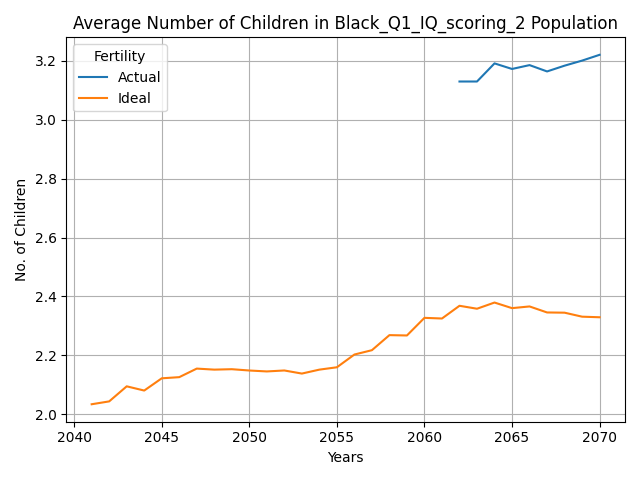 Average Number of Children in Black_Q1_IQ_scoring_2 Population
Fertility
Actual
Ideal
No. of Children
3.2
3.0
2.8
2.6
2.4
2.2
2.0
2040 2045 2050 2055 2060 2065 2070
Years